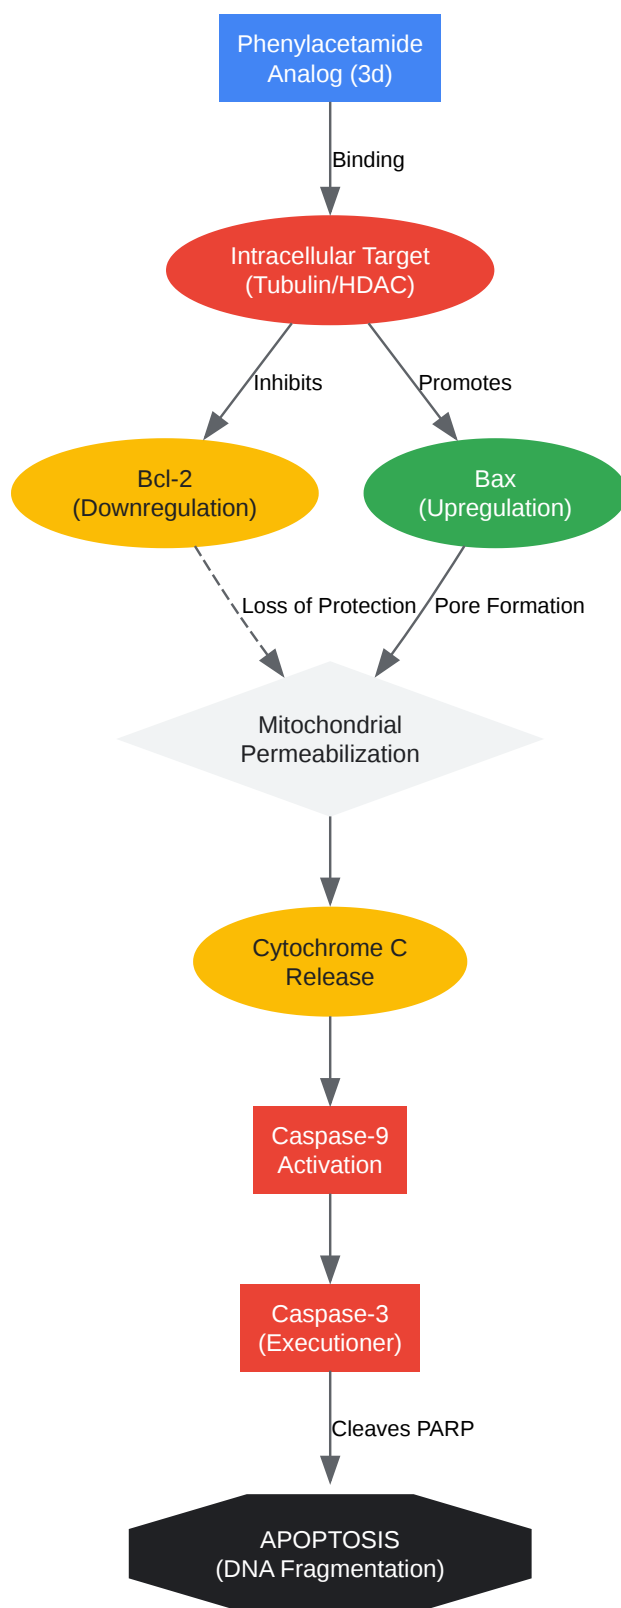 Phenylacetamide
Analog (3d)
Binding
Intracellular Target
(Tubulin/HDAC)
Inhibits
Promotes
Bcl-2
(Downregulation)
Bax
(Upregulation)
Loss of Protection
Pore Formation
Mitochondrial
Permeabilization
Cytochrome C
Release
Caspase-9
Activation
Caspase-3
(Executioner)
Cleaves PARP
APOPTOSIS
(DNA Fragmentation)